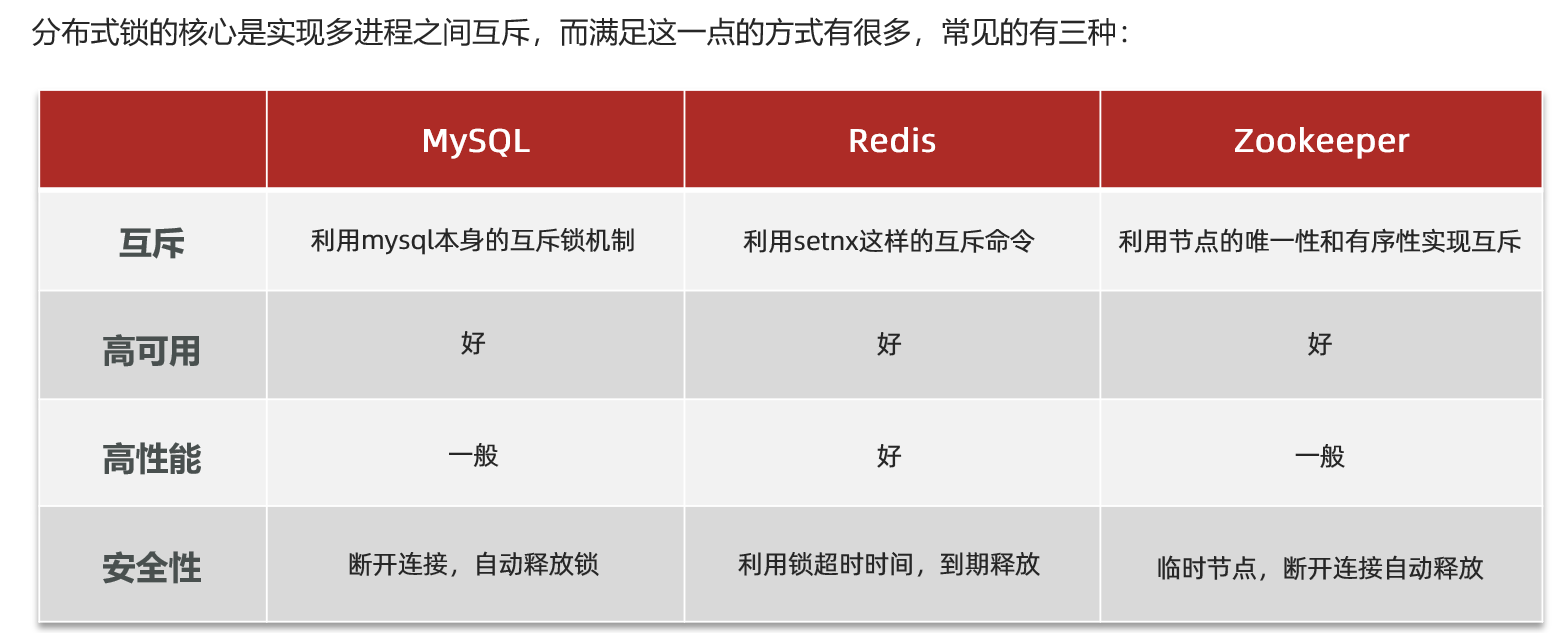 分布式锁的核心是实现多进程之间互斥，而满足这一点的方式有很多，常见的有三种：
MySQL Redis Zookeeper
互斥 利用mysql本身的互斥锁机制 利用setnx这样的互斥命令 利用节点的唯一性和有序性实现互斥
高可用 好 好 好
高性能 一般 好 一般
安全性 断开连接，自动释放锁 利用锁超时时间，到期释放 临时节点，断开连接自动释放